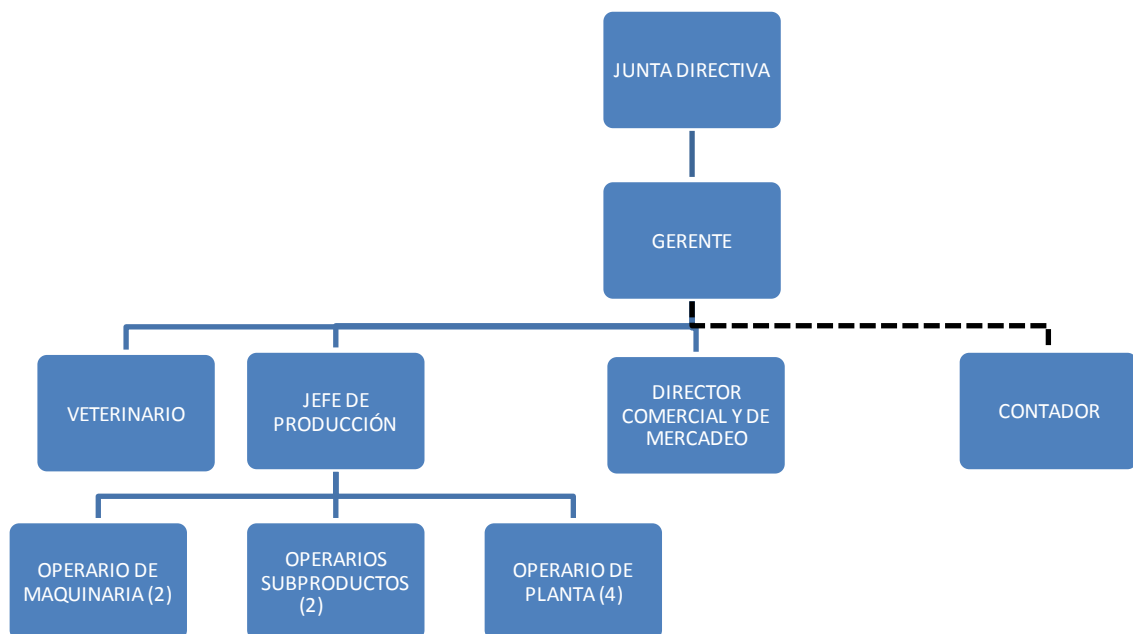 JUNTA DIRECTIVA
GERENTE
VETERINARIO
JEFE DE
PRODUCCIÓN
DIRECTOR
COMERCIAL Y DE
MERCADEO
CONTADOR
OPERARIO DE
MAQUINARIA (2)
OPERARIOS
SUBPRODUCTOS
(2)
OPERARIO DE
PLANTA (4)